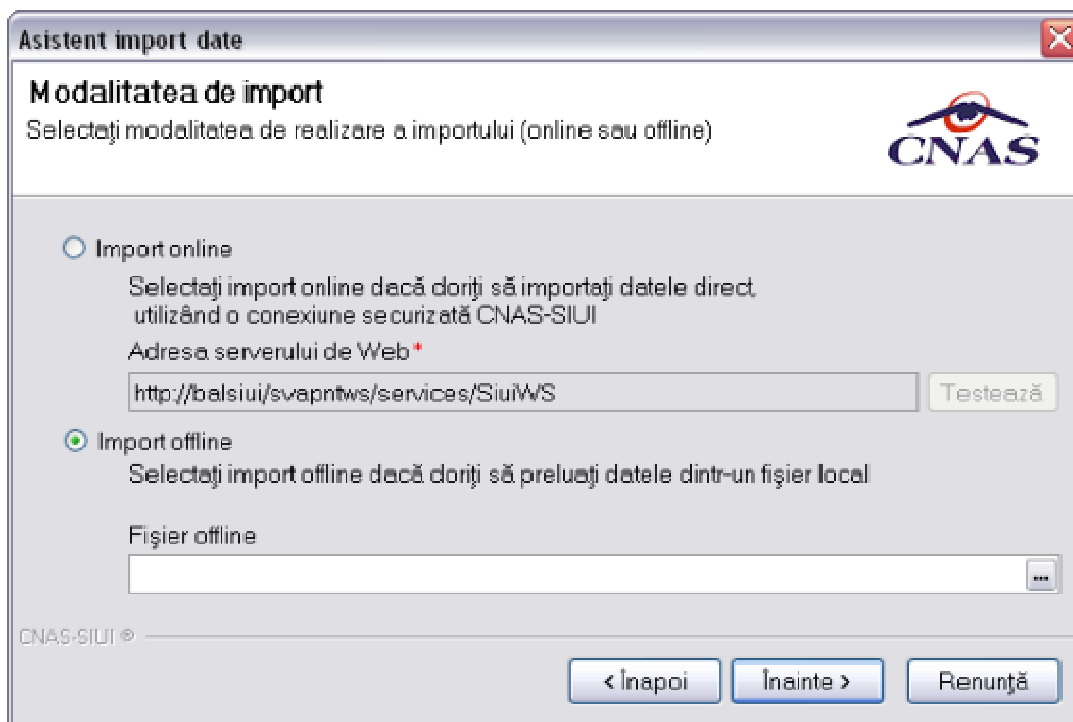 Asistent import date
Modalitatea de import
Selectaţi modalitatea de realizare a importului (online sau offline)
CNAS
Import online
Selectaţi import online dacă doriţi să importaţi datele direct,
utilizând o conexiune securizată CNAS-SIUI
Adresa serverului de Web*
http://balsiui/svapntws/services/SiuiWS
Testează
Import offline
Selectaţi import offline dacă doriţi să preluaţi datele dintr-un fişier local
Fişier offline
...
CNAS-SIUI ®
< Înapoi
Înainte >
Renunţă